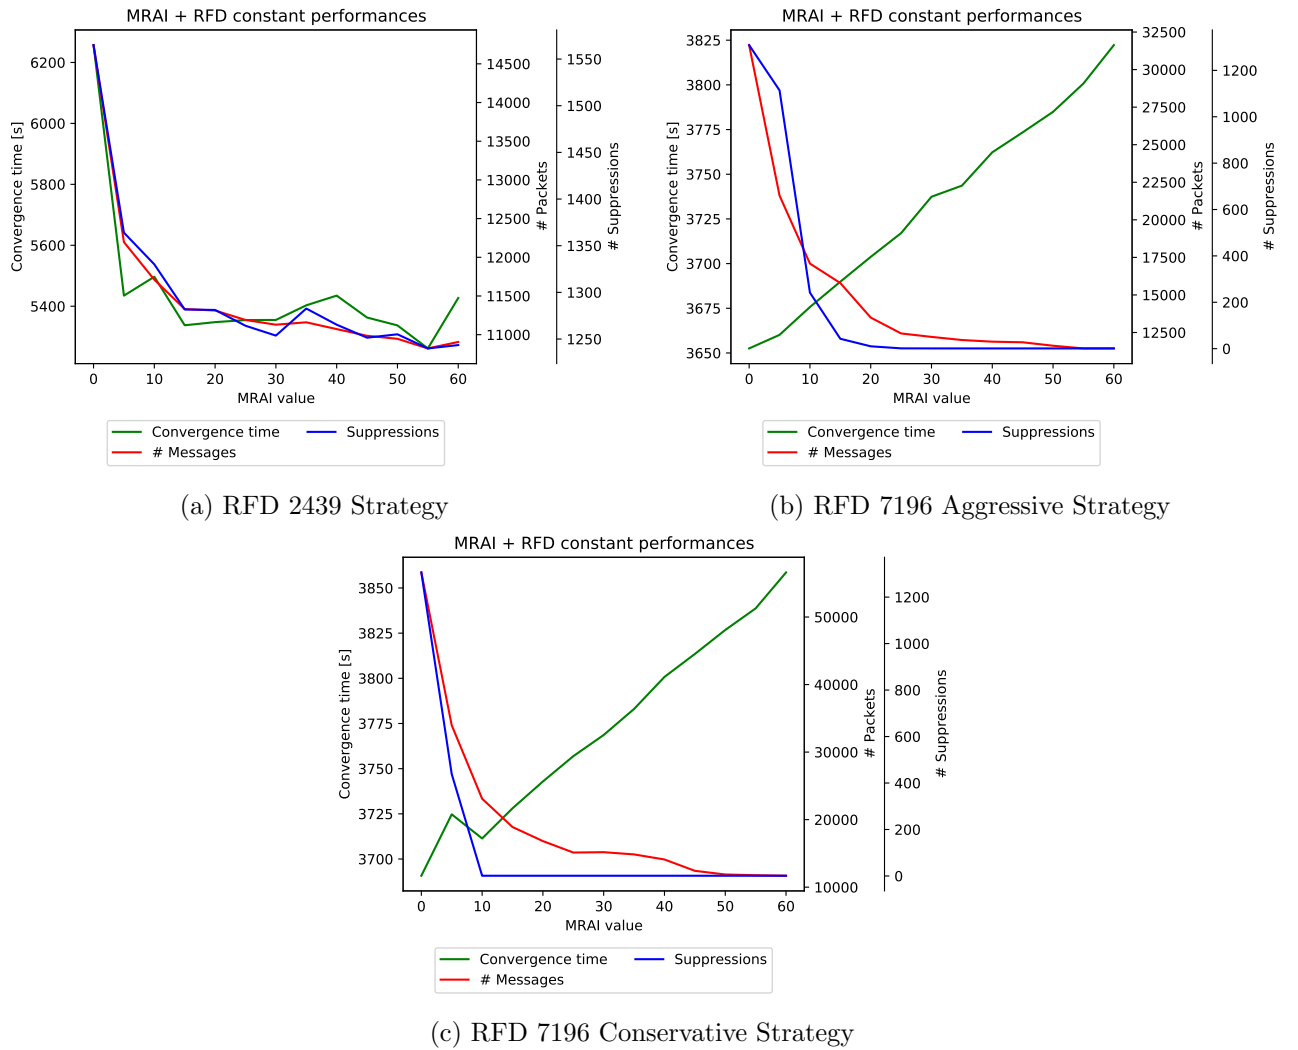 MRAI + RFD constant performances
Convergence time [s]
6200
6000
5800
5600
5400
14500
14000
13500
13000
12500
12000
11500
11000
# Packets
1550
1500
1450
1400
1350
1300
1250
# Suppressions
0 10 20 30 40 50 60
MRAI value
Convergence time Suppressions
# Messages
(a) RFD 2439 Strategy
MRAI + RFD constant performances
Convergence time [s]
3825
3800
3775
3750
3725
3700
3675
3650
32500
30000
27500
25000
22500
20000
17500
15000
12500
# Packets
1200
1000
800
600
400
200
0
# Suppressions
0 10 20 30 40 50 60
MRAI value
Convergence time Suppressions
# Messages
(b) RFD 7196 Aggressive Strategy
MRAI + RFD constant performances
Convergence time [s]
3850
3825
3800
3775
3750
3725
3700
50000
40000
30000
20000
10000
# Packets
1200
1000
800
600
400
200
0
# Suppressions
0 10 20 30 40 50 60
MRAI value
Convergence time Suppressions
# Messages
(c) RFD 7196 Conservative Strategy